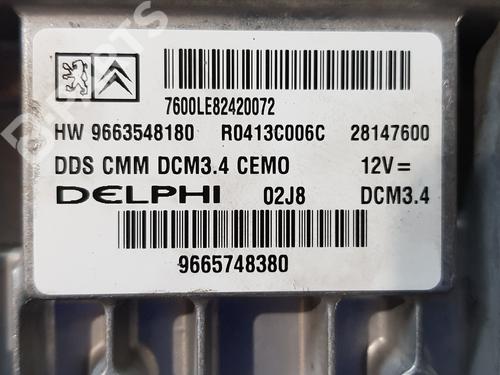 7600LE82420072
HW 9663548180 R0413C006C 28147600
DDS CMM DCM3.4 CEMO 12V=
DELPHI 02J8 DCM3.4
9665748380